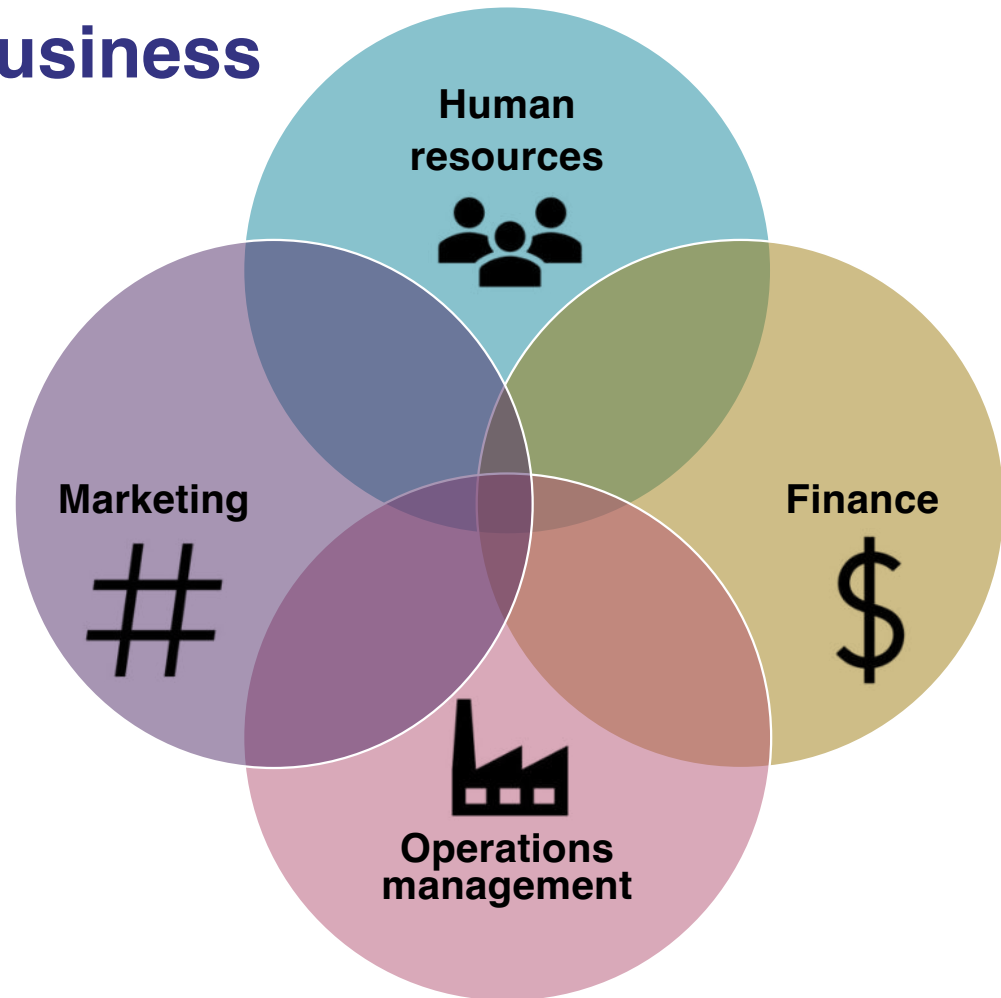 usiness
Human
resources
Marketing
Finance
#
$
Operations
management